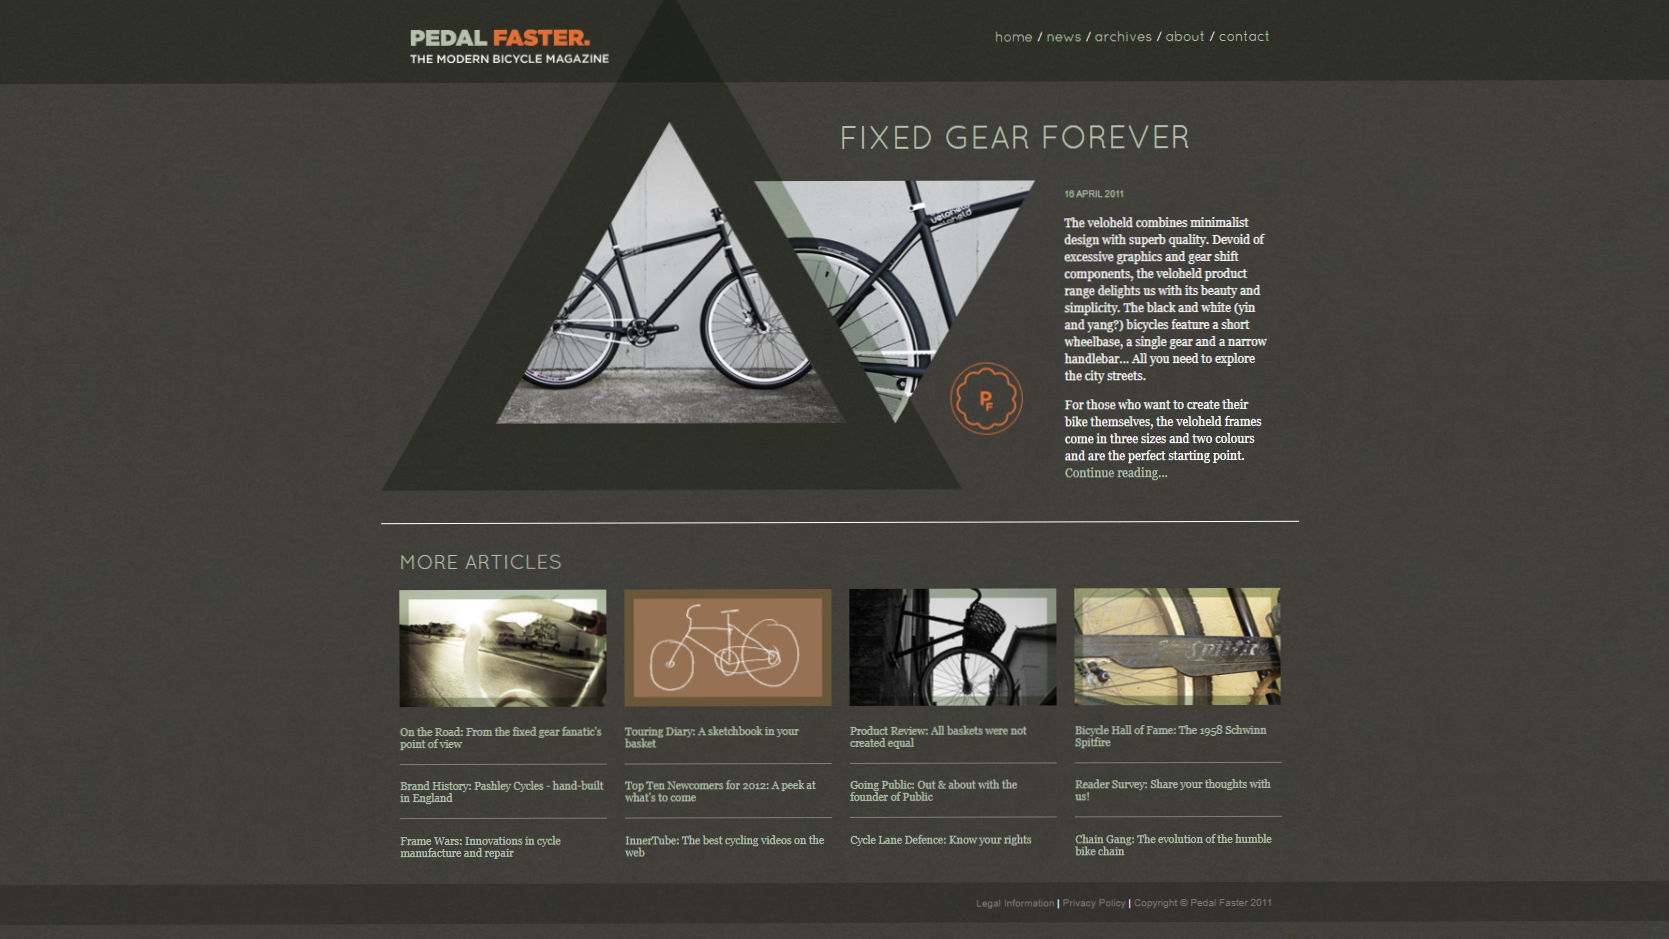 PEDAL FASTER.
THE MODERN BICYCLE MAGAZINE
home / news / archives / about / contact
FIXED GEAR FOREVER
veloheld
veloheld
16 APRIL 2011
The veloheld combines minimalist
design with superb quality. Devoid of
excessive graphics and gear shift
components, the veloheld product
range delights us with its beauty and
simplicity. The black and white (yin
and yang?) bicycles feature a short
wheelbase, a single gear and a narrow
handlebar... All you need to explore
the city streets.
For those who want to create their
bike themselves, the veloheld frames
come in three sizes and two colours
and are the perfect starting point.
Continue reading...
PF
MORE ARTICLES
Spitfire
On the Road: From the fixed gear fanatic's
point of view
Touring Diary: A sketchbook in your
basket
Product Review: All baskets were not
created equal
Bicycle Hall of Fame: The 1958 Schwinn
Spitfire
Brand History: Pashley Cycles - hand-built
in England
Top Ten Newcomers for 2012: A peek at
what's to come
Going Public: Out & about with the
founder of Public
Reader Survey: Share your thoughts with
us!
Frame Wars: Innovations in cycle
manufacture and repair
InnerTube: The best cycling videos on the
web
Cycle Lane Defence: Know your rights
Chain Gang: The evolution of the humble
bike chain
Legal Information | Privacy Policy | Copyright © Pedal Faster 2011